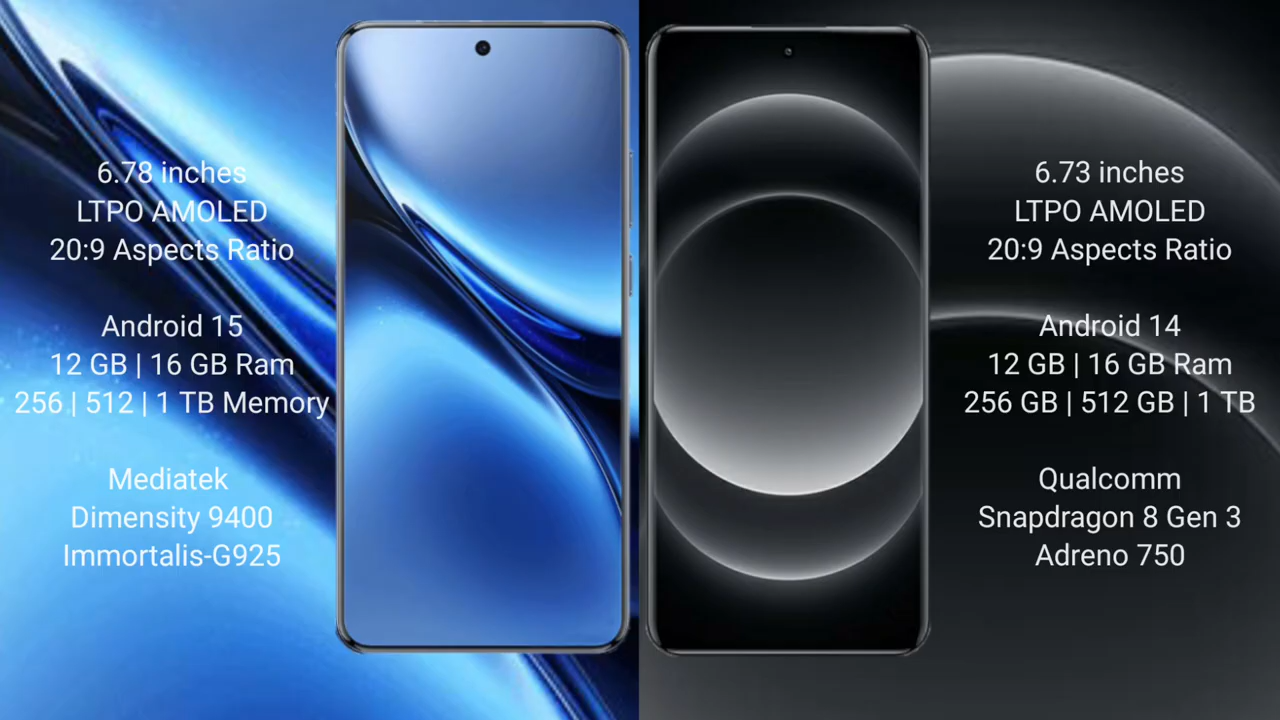 6.78 inches
LTPO AMOLED
20:9 Aspects Ratio
Android 15
12 GB | 16 GB Ram
256 | 512 | 1 TB Memory
Mediatek
Dimensity 9400
Immortalis-G925
6.73 inches
LTPO AMOLED
20:9 Aspects Ratio
Android 14
12 GB | 16 GB Ram
256 GB | 512 GB | 1 TB
Qualcomm
Snapdragon 8 Gen 3
Adreno 750